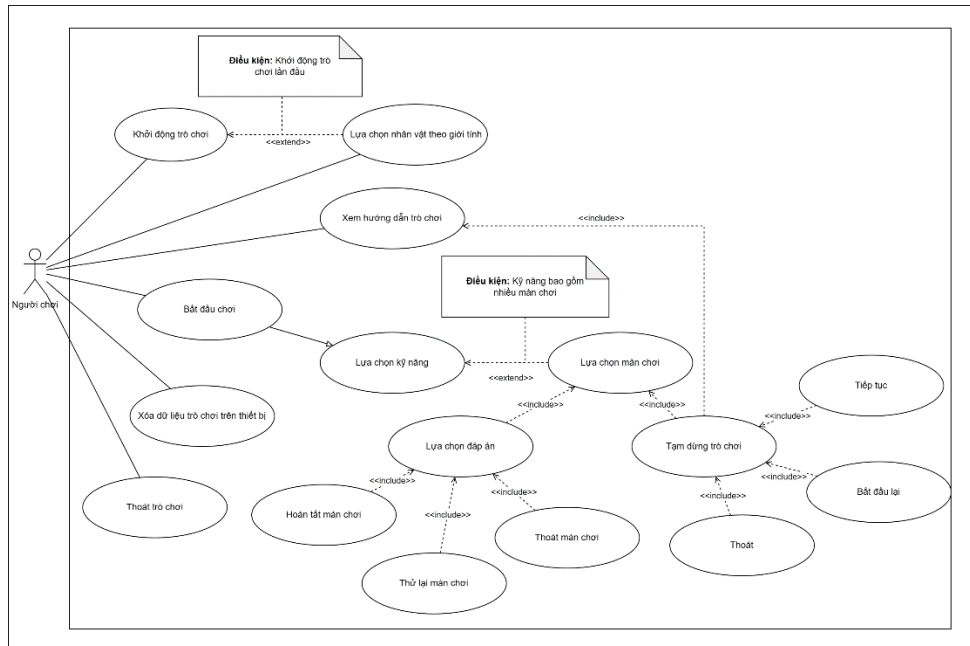 Điều kiện: Khởi động trò
chơi lần đầu
Khởi động trò chơi
<<extend>>
Lựa chọn nhân vật theo giới tính
Xem hướng dẫn trò chơi
<<include>>
Người chơi
Điều kiện: Kỹ năng bao gồm
nhiều màn chơi
Bắt đầu chơi
Lựa chọn kỹ năng
<<extend>>
Lựa chọn màn chơi
<<include>>
<<include>>
Tiếp tục
<<include>>
Xóa dữ liệu trò chơi trên thiết bị
Lựa chọn đáp án
Tạm dừng trò chơi
<<include>>
<<include>>
<<include>>
<<include>>
<<include>>
Bắt đầu lại
Thoát trò chơi
Hoàn tất màn chơi
Thoát màn chơi
Thoát
Thử lại màn chơi